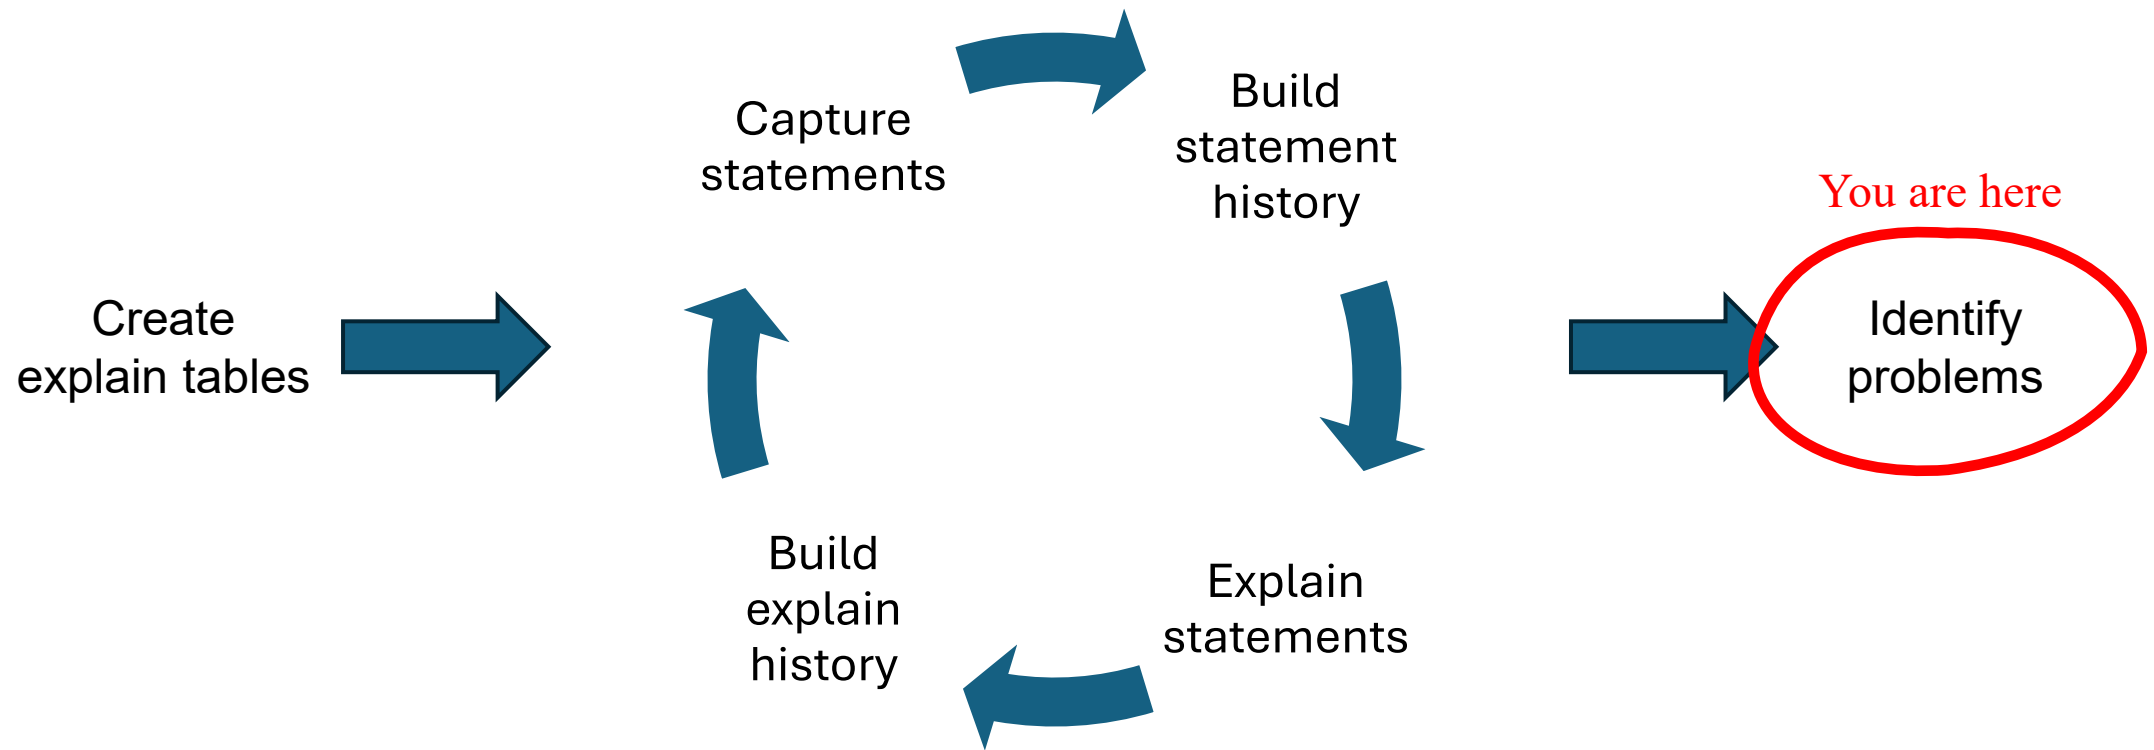 Create
explain tables
Capture
statements
Build
statement
history
Explain
statements
Build
explain
history
You are here
Identify
problems